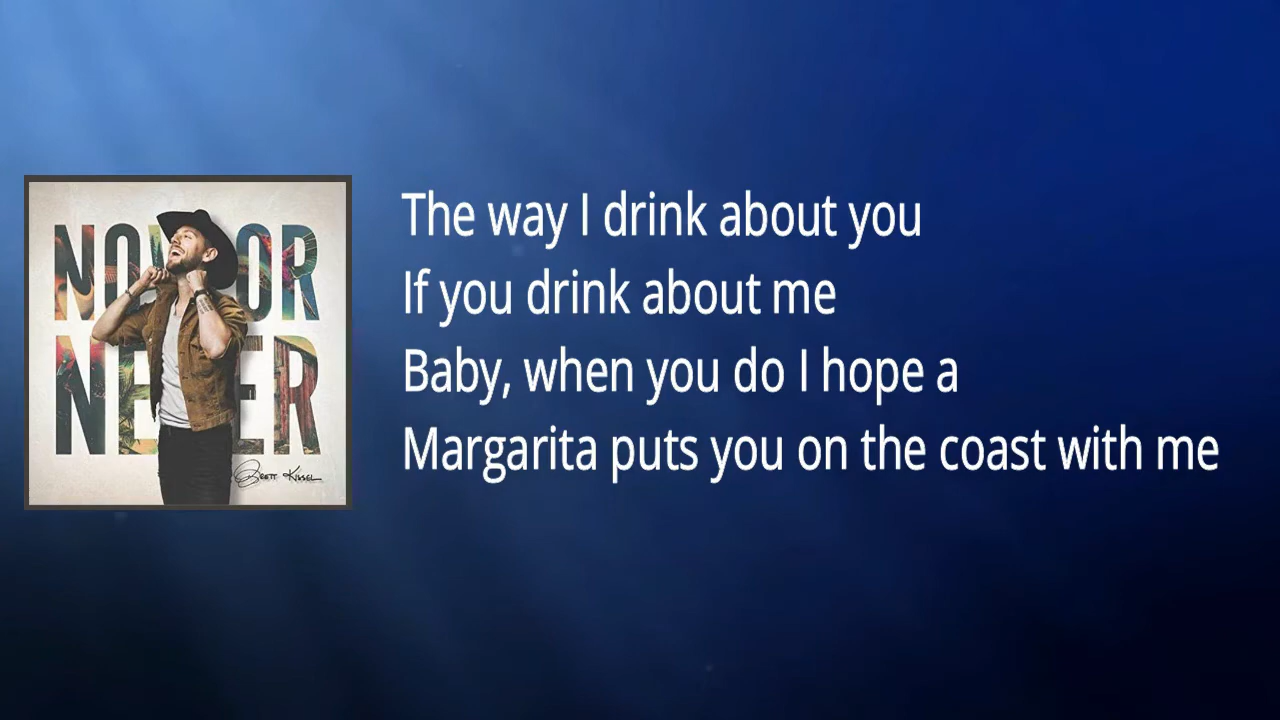 NOW OR
NEVER
Brett Kissel
The way I drink about you
If you drink about me
Baby, when you do I hope a
Margarita puts you on the coast with me